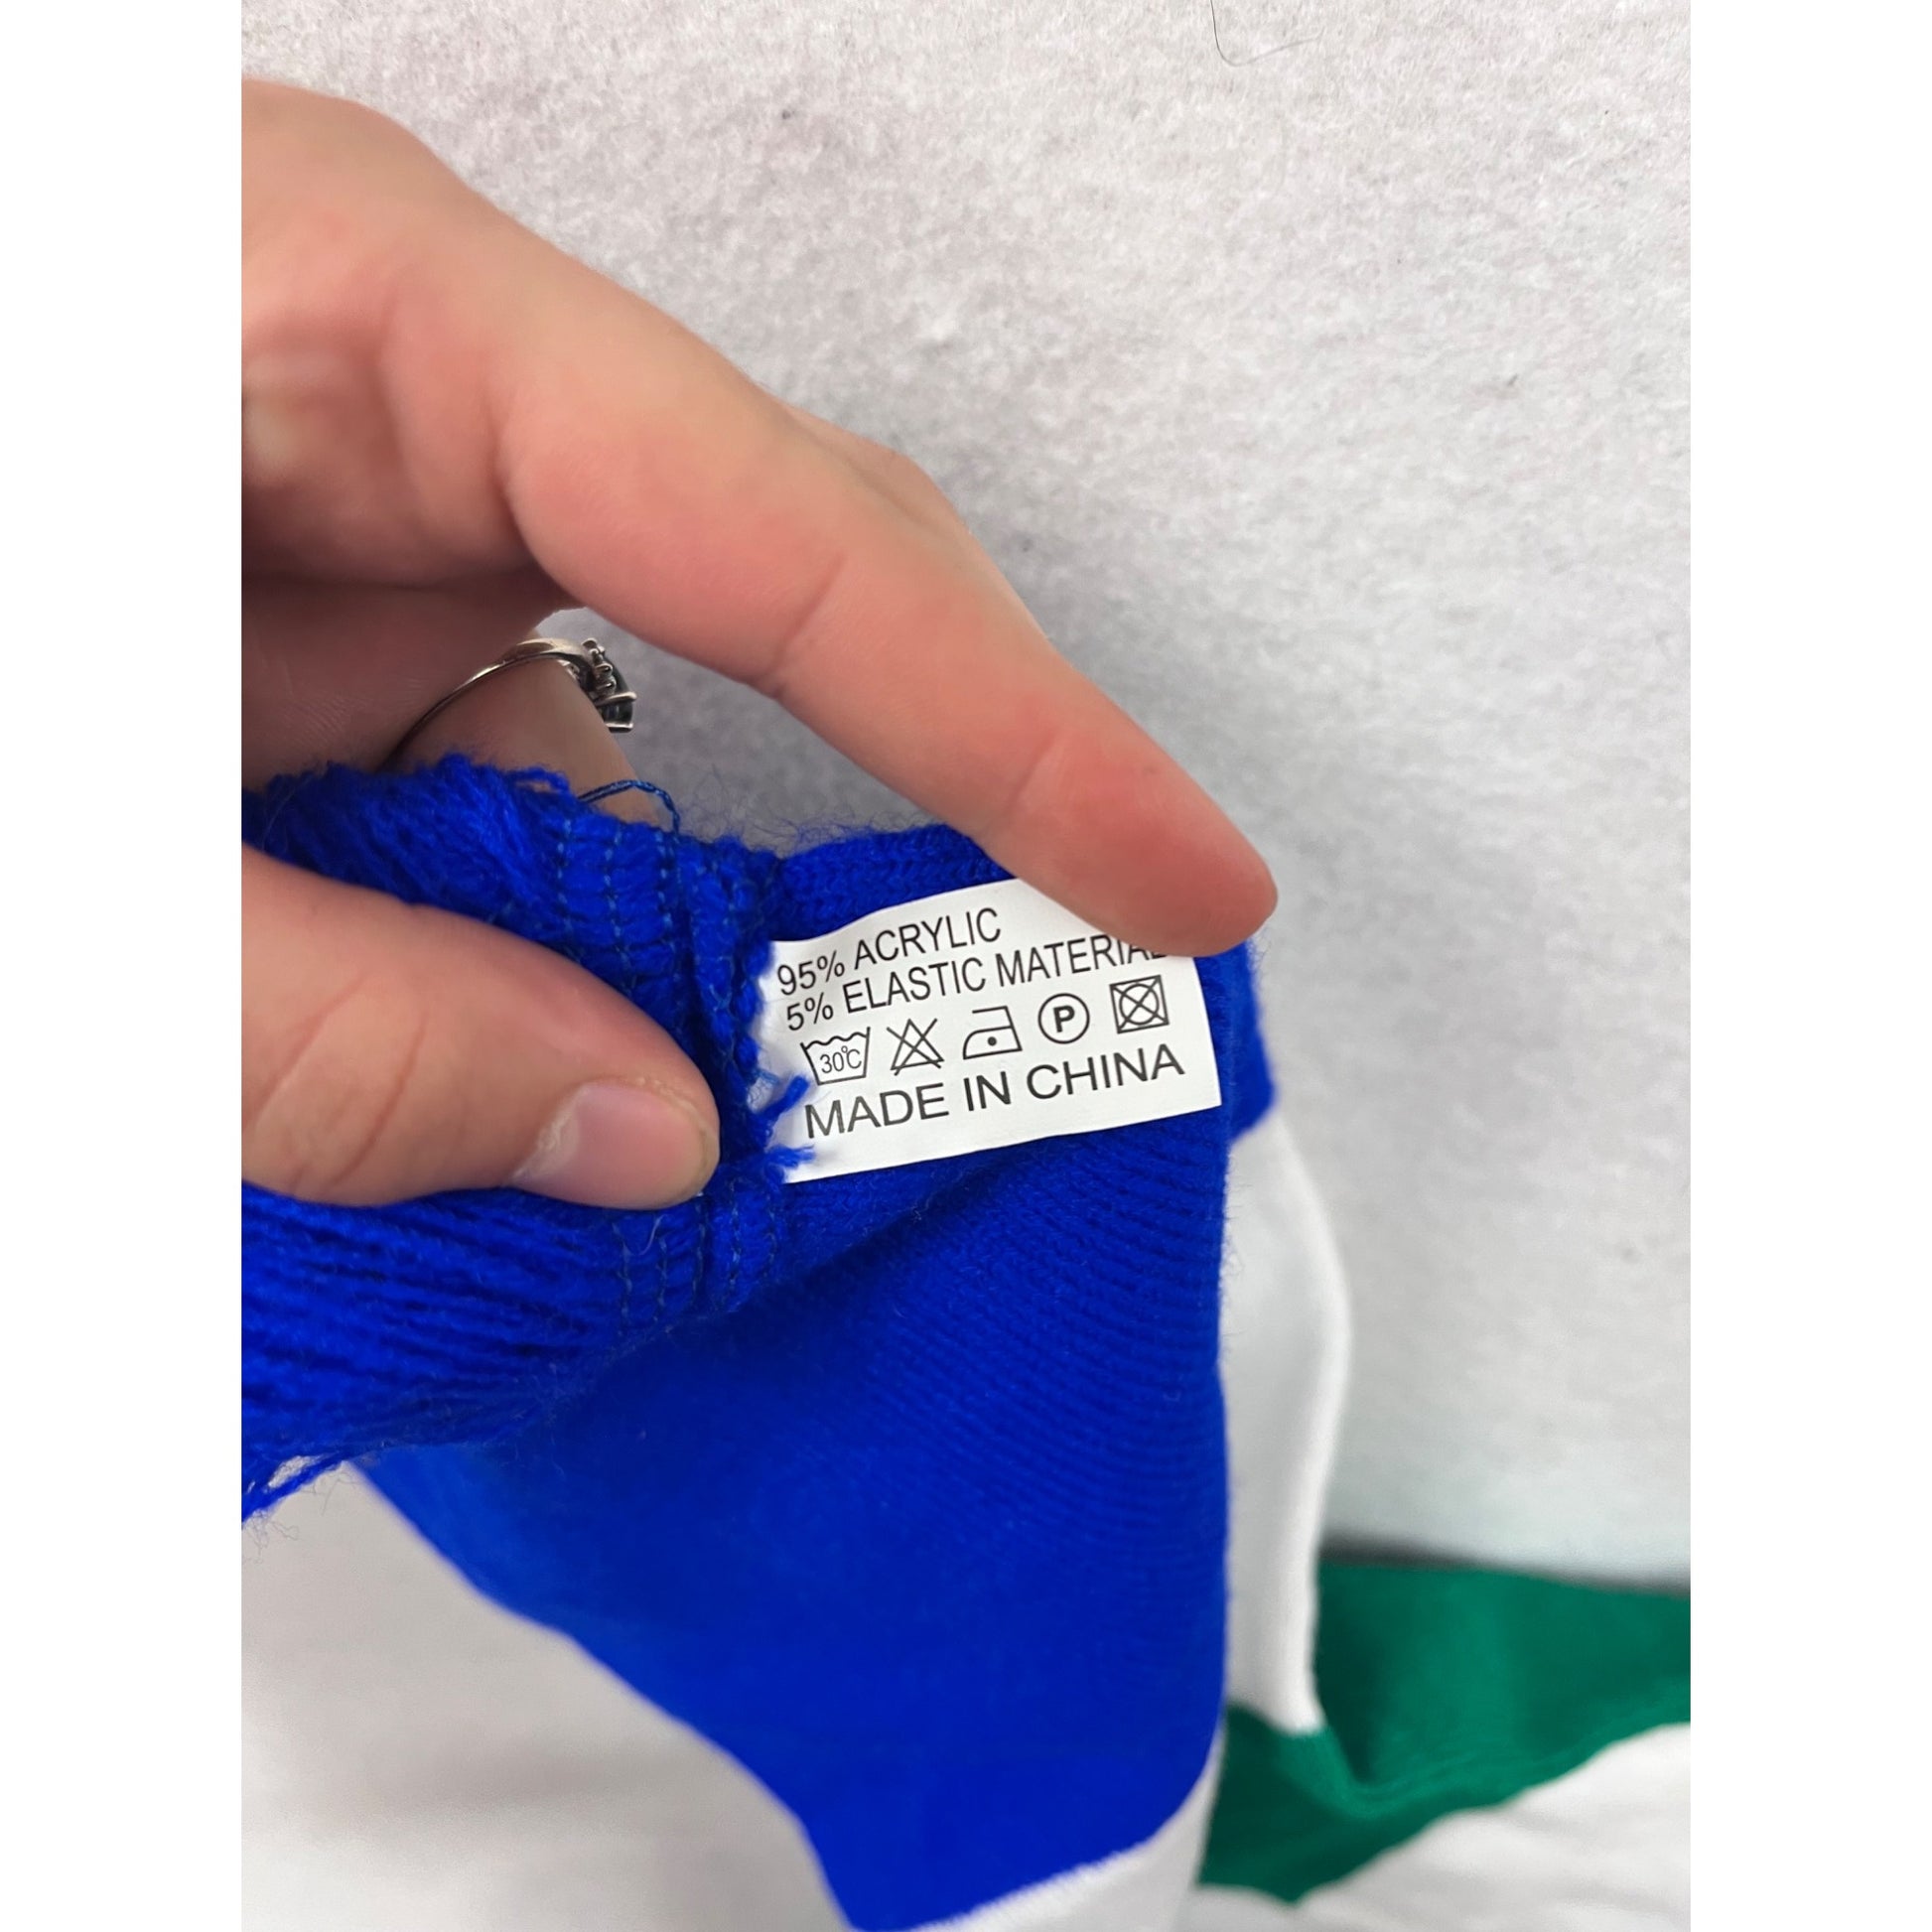 95% ACRYLIC
5% ELASTIC MATERIAL
30°C P
MADE IN CHINA